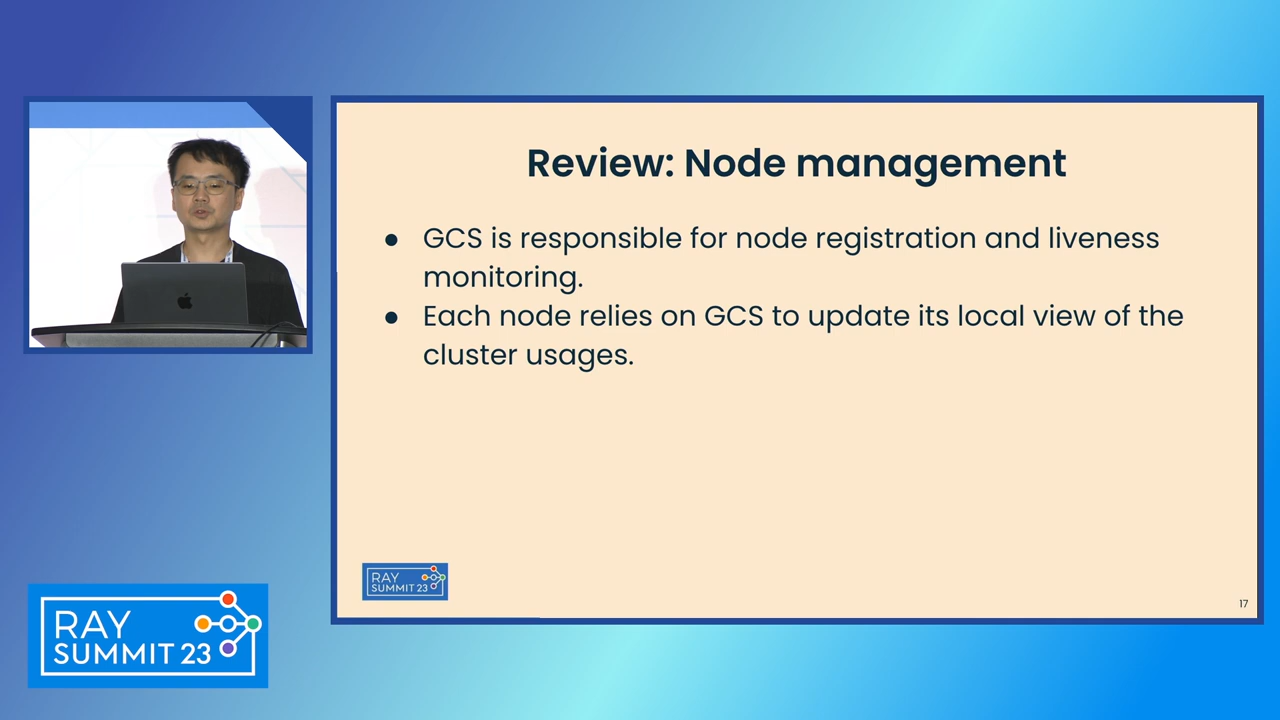 Review: Node management
● GCS is responsible for node registration and liveness
monitoring.
● Each node relies on GCS to update its local view of the
cluster usages.
RAY
SUMMIT 23
17
RAY
SUMMIT 23